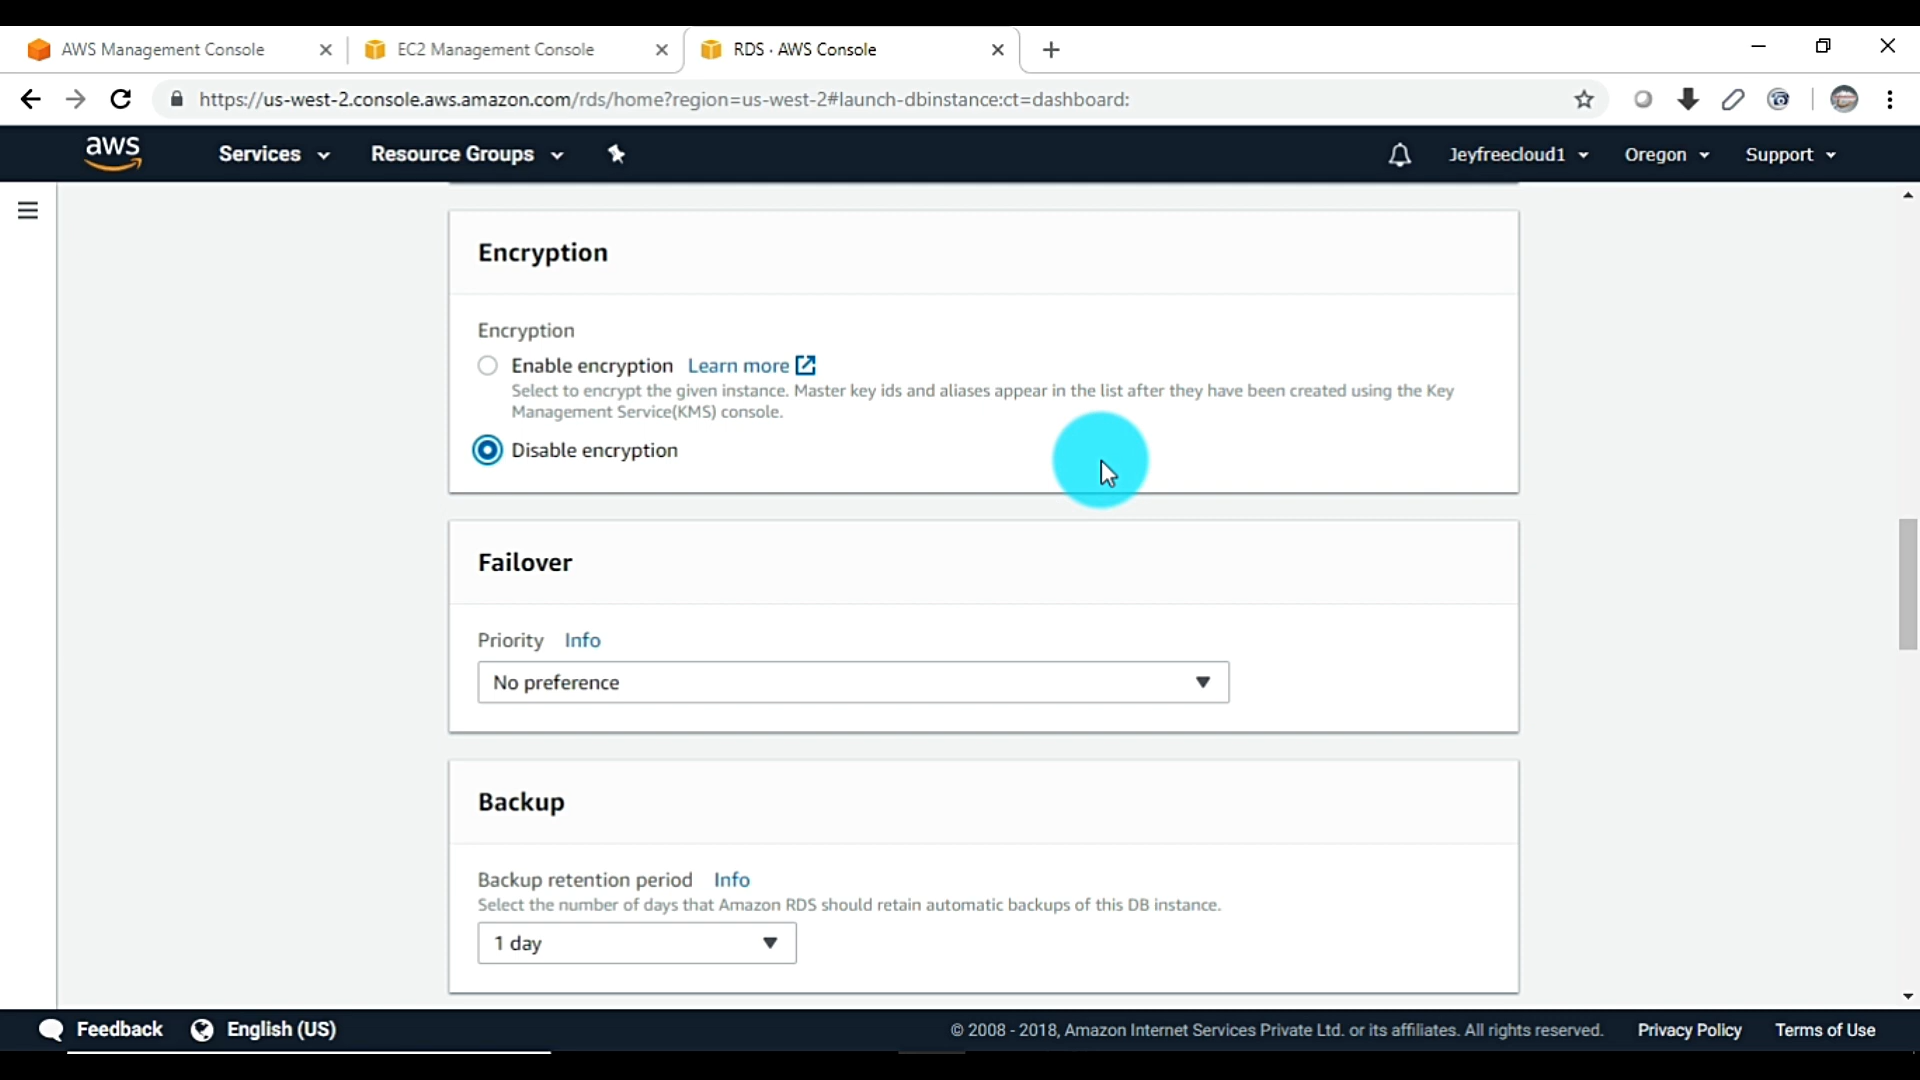 AWS Management Console
EC2 Management Console
RDS · AWS Console
https://us-west-2.console.aws.amazon.com/rds/home?region=us-west-2#launch-dbinstance:ct=dashboard:
aws
Services
Resource Groups
Jeyfreecloud1
Oregon
Support
Encryption
Encryption
Enable encryption Learn more
Select to encrypt the given instance. Master key ids and aliases appear in the list after they have been created using the Key
Management Service(KMS) console.
Disable encryption
Failover
Priority Info
No preference
Backup
Backup retention period Info
Select the number of days that Amazon RDS should retain automatic backups of this DB instance.
1 day
Feedback
English (US)
© 2008 - 2018, Amazon Internet Services Private Ltd. or its affiliates. All rights reserved.
Privacy Policy
Terms of Use